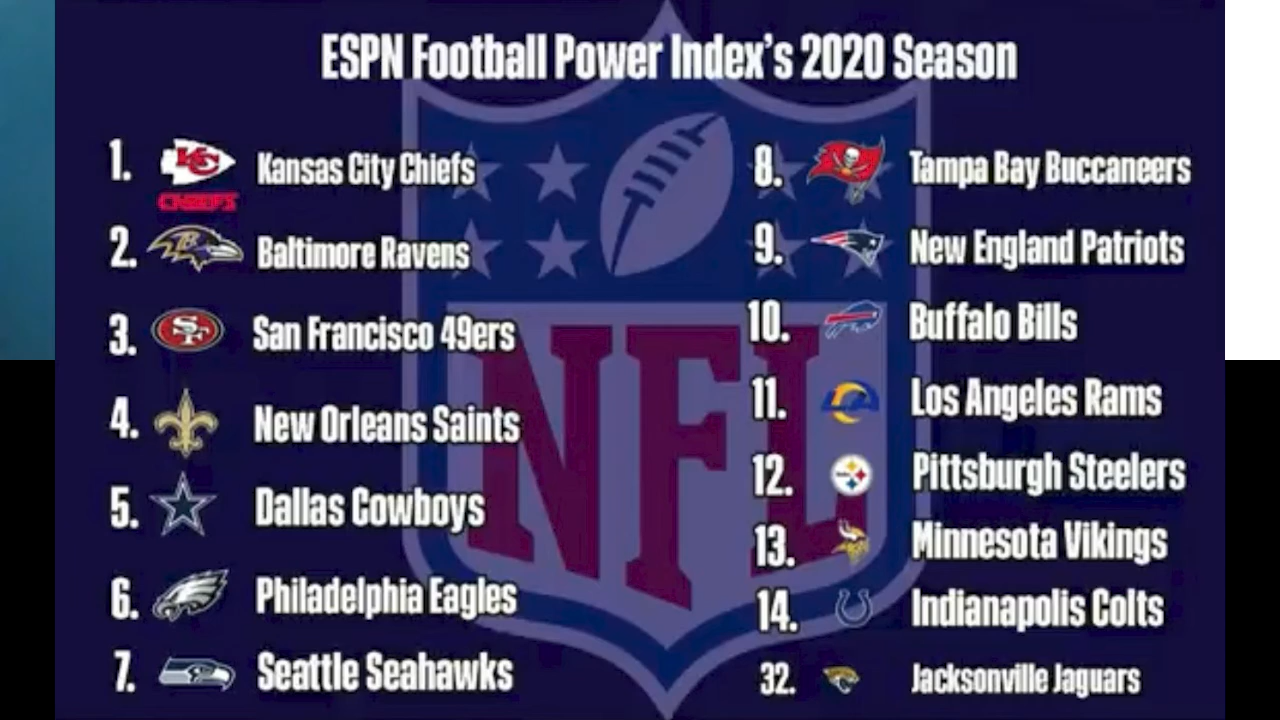 ESPN Football Power Index's 2020 Season
1. KC CHIEFS Kansas City Chiefs
2. B Baltimore Ravens
3. SF San Francisco 49ers
4. New Orleans Saints
5. Dallas Cowboys
6. Philadelphia Eagles
7. Seattle Seahawks
8. Tampa Bay Buccaneers
9. New England Patriots
10. Buffalo Bills
11. Los Angeles Rams
12. Pittsburgh Steelers
13. Minnesota Vikings
14. Indianapolis Colts
32. Jacksonville Jaguars
NFL